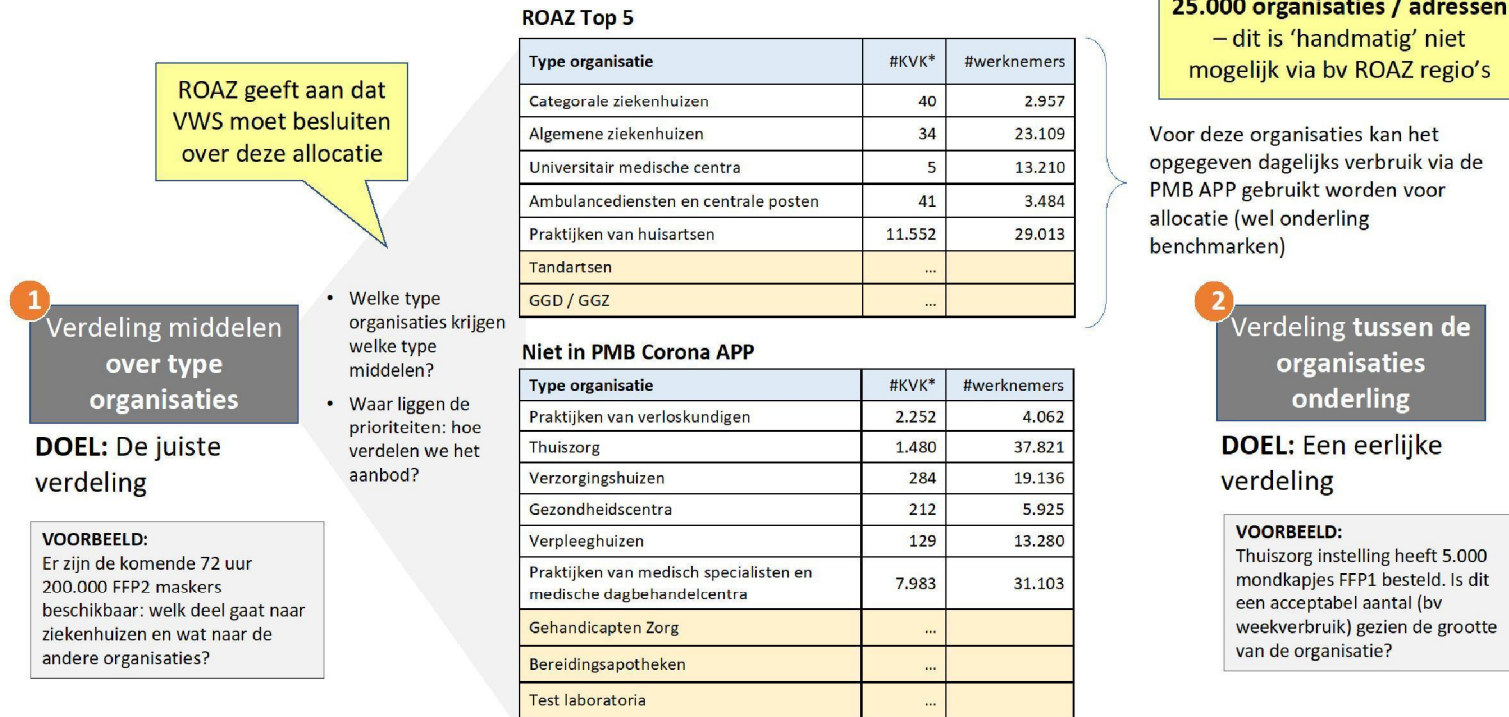 ROAZ geeft aan dat
VWS moet besluiten
over deze allocatie
1
Verdeling middelen
over type
organisaties
DOEL: De juiste
verdeling
VOORBEELD:
Er zijn de komende 72 uur
200.000 FFP2 maskers
beschikbaar: welk deel gaat naar
ziekenhuizen en wat naar de
andere organisaties?
• Welke type
organisaties krijgen
welke type
middelen?
• Waar liggen de
prioriteiten: hoe
verdelen we het
aanbod?
ROAZ Top 5
Type organisatie #KVK* #werknemers
Categorale ziekenhuizen 40 2.957
Algemene ziekenhuizen 34 23.109
Universitair medische centra 5 13.210
Ambulancediensten en centrale posten 41 3.484
Praktijken van huisartsen 11.552 29.013
Tandartsen ...
GGD / GGZ ...
Niet in PMB Corona APP
Type organisatie #KVK* #werknemers
Praktijken van verloskundigen 2.252 4.062
Thuiszorg 1.480 37.821
Verzorgingshuizen 284 19.136
Gezondheidscentra 212 5.925
Verpleeghuizen 129 13.280
Praktijken van medisch specialisten en
medische dagbehandelcentra 7.983 31.103
Gehandicapten Zorg ...
Bereidingsapotheken ...
Test laboratoria ...
25.000 organisaties / adressen
– dit is ‘handmatig’ niet
mogelijk via bv ROAZ regio’s
Voor deze organisaties kan het
opgegeven dagelijks verbruik via de
PMB APP gebruikt worden voor
allocatie (wel onderling
benchmarken)
2
Verdeling tussen de
organisaties
onderling
DOEL: Een eerlijke
verdeling
VOORBEELD:
Thuiszorg instelling heeft 5.000
mondkapjes FFP1 besteld. Is dit
een acceptabel aantal (bv
weekverbruik) gezien de grootte
van de organisatie?